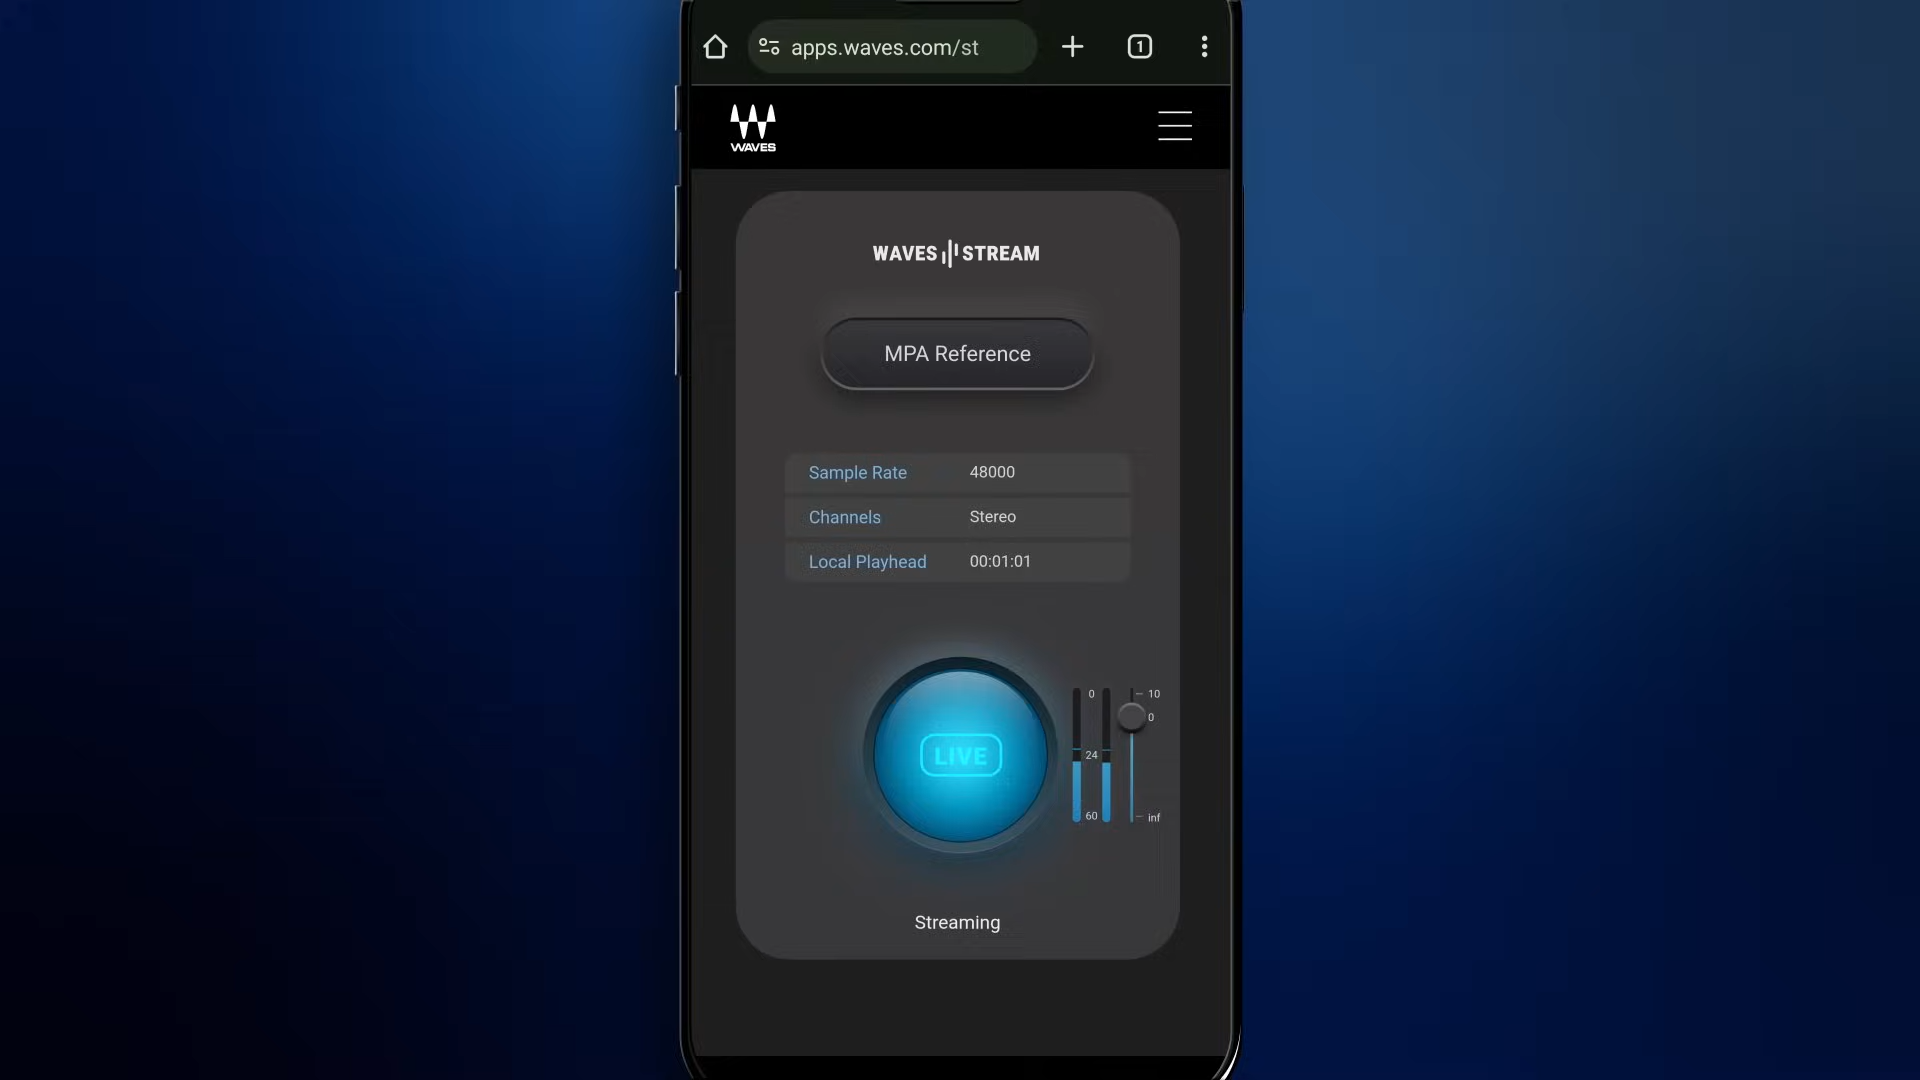 apps.waves.com/st
1
WAVES
WAVES STREAM
MPA Reference
Sample Rate 48000
Channels Stereo
Local Playhead 00:01:01
LIVE
0
24
60
10
0
inf
Streaming